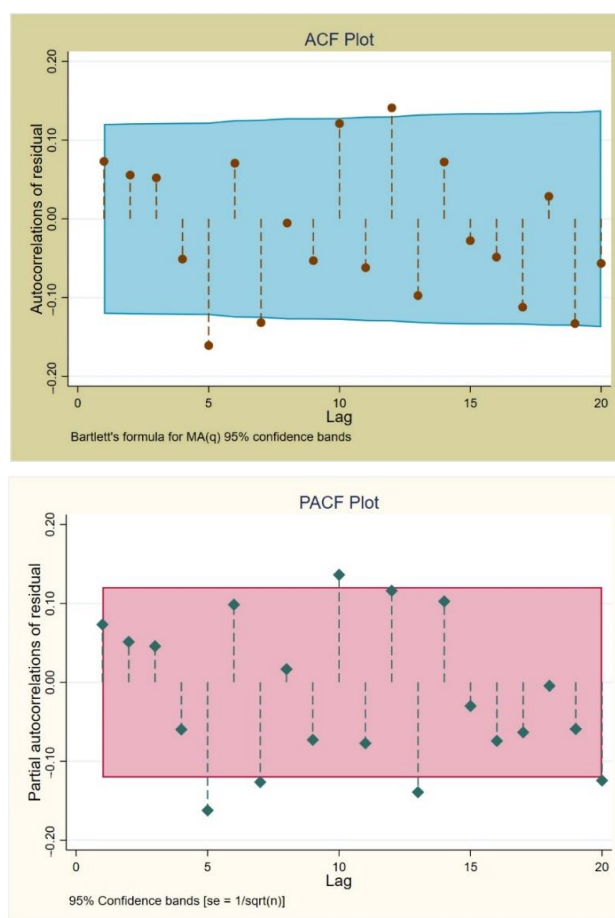 ACF Plot
Autocorrelations of residual
0.20
0.10
0.00
−0.10
−0.20
0
5
10
15
20
Lag
Bartlett's formula for MA(q) 95% confidence bands
PACF Plot
Partial autocorrelations of residual
0.20
0.10
0.00
−0.10
−0.20
0
5
10
15
20
Lag
95% Confidence bands [se = 1/sqrt(n)]